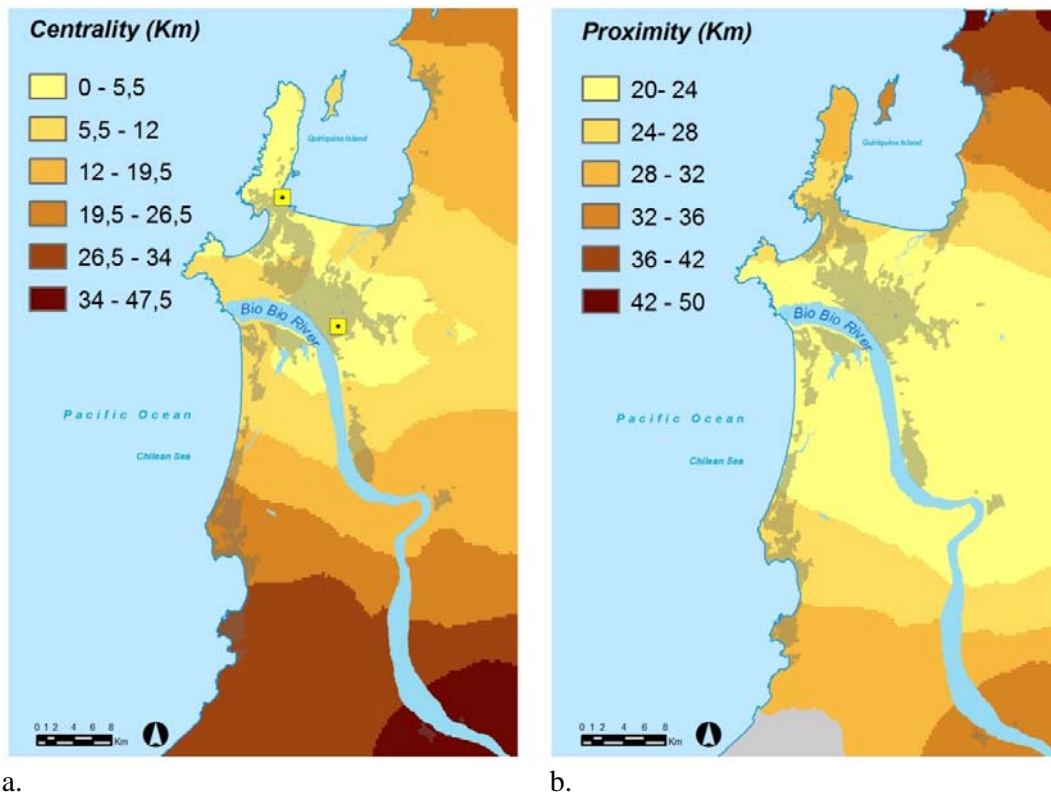 Centrality (Km)
0 - 5,5
5,5 - 12
12 - 19,5
19,5 - 26,5
26,5 - 34
34 - 47,5
Quiriquina Island
Bio Bio River
Pacific Ocean
Chilean Sea
0 1 2 4 6 8
Km
a.
Proximity (Km)
20- 24
24- 28
28 - 32
32 - 36
36 - 42
42 - 50
Quiriquina Island
Bio Bio River
Pacific Ocean
Chilean Sea
0 1 2 4 6 8
Km
b.